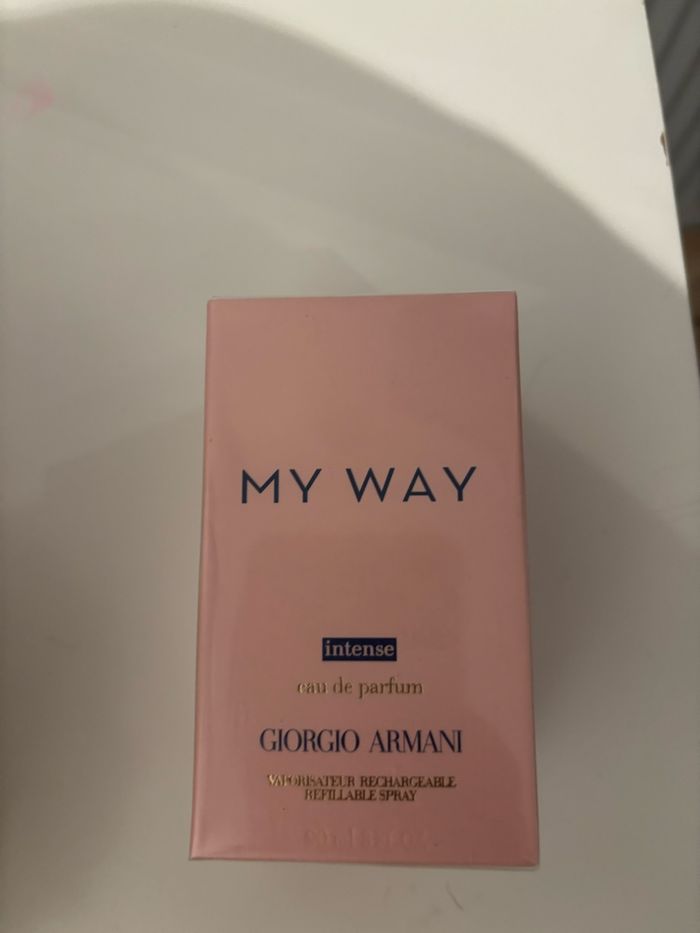 MY WAY
intense
eau de parfum
GIORGIO ARMANI
VAPORISATEUR RECHARGEABLE
REFILLABLE SPRAY